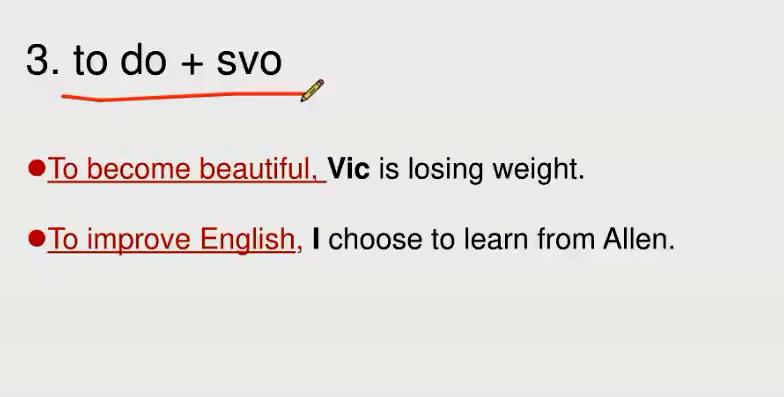 3. to do + svo
●To become beautiful, Vic is losing weight.
●To improve English, I choose to learn from Allen.